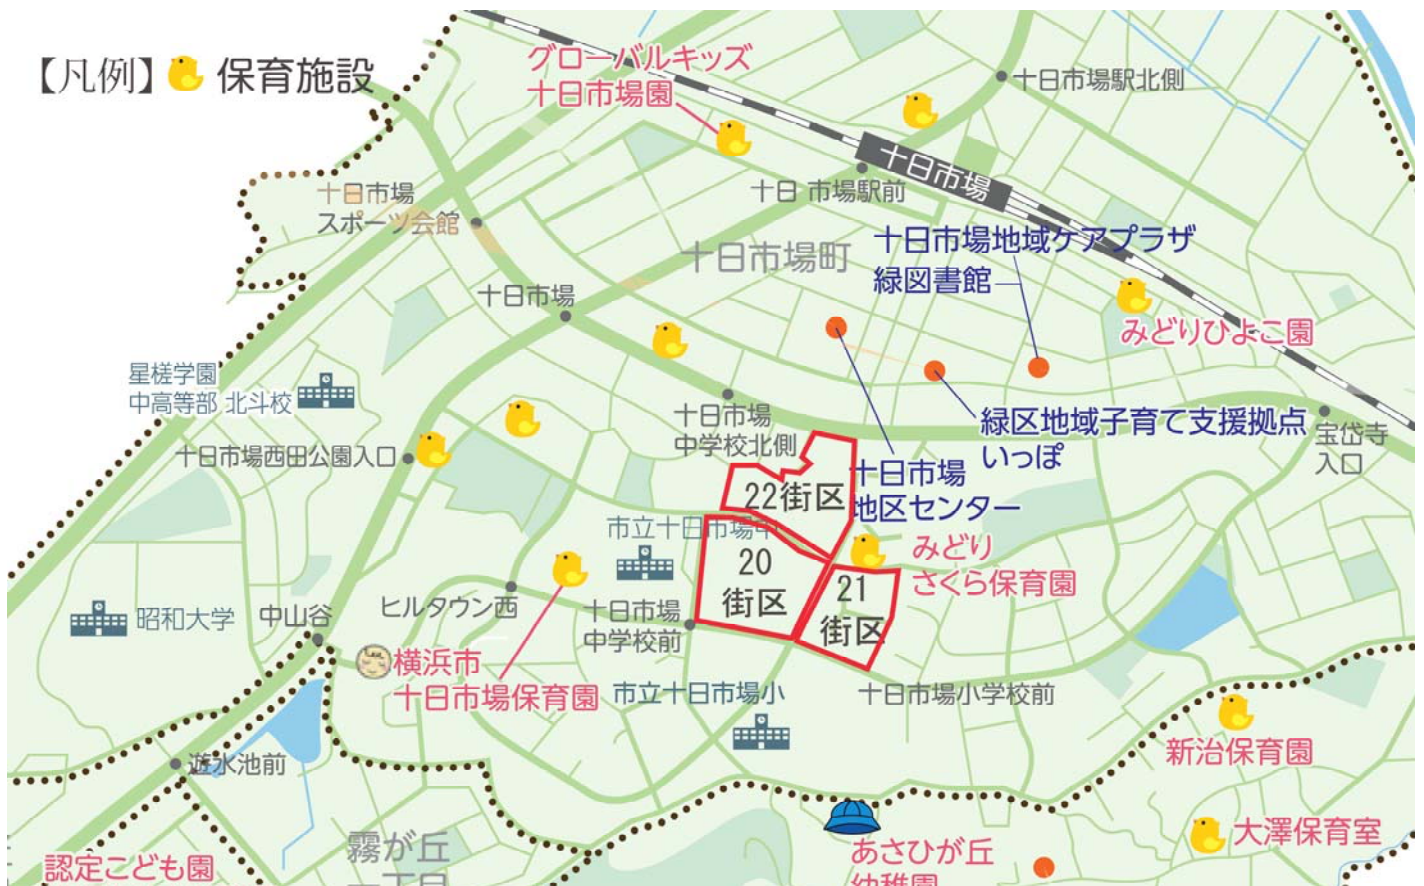 【凡例】 保育施設
グローバルキッズ
十日市場園
十日市場駅北側
十日市場
十日 市場駅前
十日市場
スポーツ会館
十日市場町
十日市場地域ケアプラザ
緑図書館
十日市場
みどりひよこ園
星槎学園
中高等部 北斗校
十日市場
中学校北側
緑区地域子育て支援拠点
いっぽ
宝帒寺
入口
十日市場西田公園入口
十日市場
地区センター
22街区
市立十日市場中
みどり
さくら保育園
20
街区
21
街区
昭和大学
中山谷
ヒルタウン西
十日市場
中学校前
横浜市
十日市場保育園
市立十日市場小
十日市場小学校前
新治保育園
遊水池前
大澤保育室
霧が丘
認定こども園
あさひが丘
幼稚園